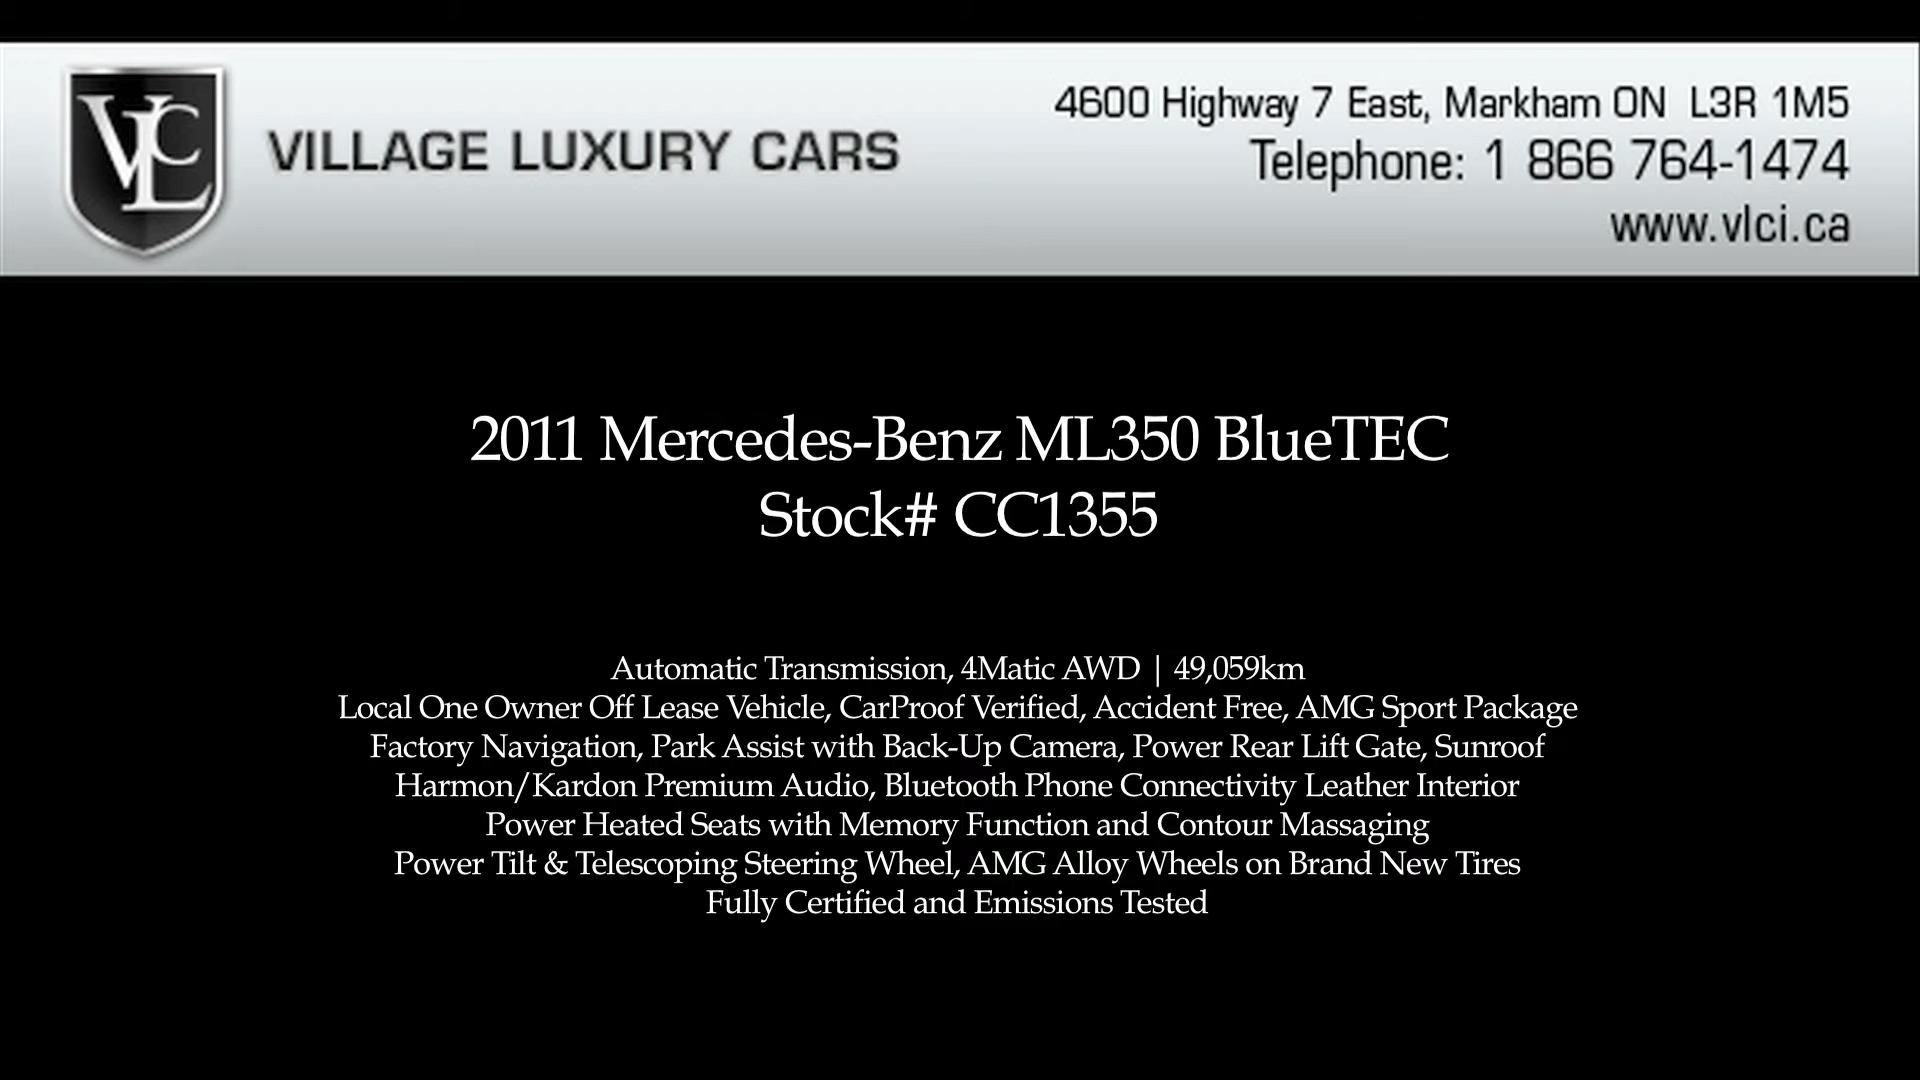 VLC
VILLAGE LUXURY CARS
4600 Highway 7 East, Markham ON L3R 1M5
Telephone: 1 866 764-1474
www.vlci.ca
2011 Mercedes-Benz ML350 BlueTEC
Stock# CC1355
Automatic Transmission, 4Matic AWD | 49,059km
Local One Owner Off Lease Vehicle, CarProof Verified, Accident Free, AMG Sport Package
Factory Navigation, Park Assist with Back-Up Camera, Power Rear Lift Gate, Sunroof
Harmon/Kardon Premium Audio, Bluetooth Phone Connectivity Leather Interior
Power Heated Seats with Memory Function and Contour Massaging
Power Tilt & Telescoping Steering Wheel, AMG Alloy Wheels on Brand New Tires
Fully Certified and Emissions Tested